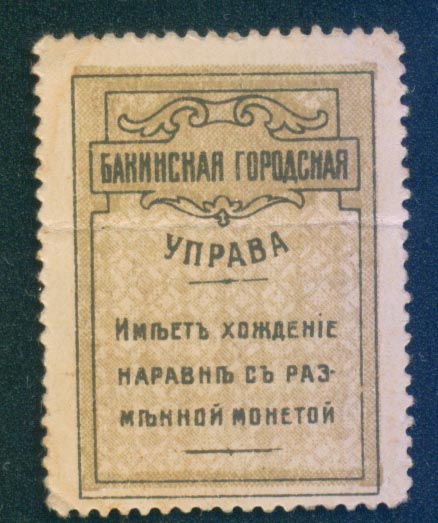 БАКИНСКАЯ ГОРОДСКАЯ
УПРАВА
ИМѢЕТЪ ХОЖДЕНІЕ
НАРАВНѢ СЪ РАЗ-
МѢННОЙ МОНЕТОЙ